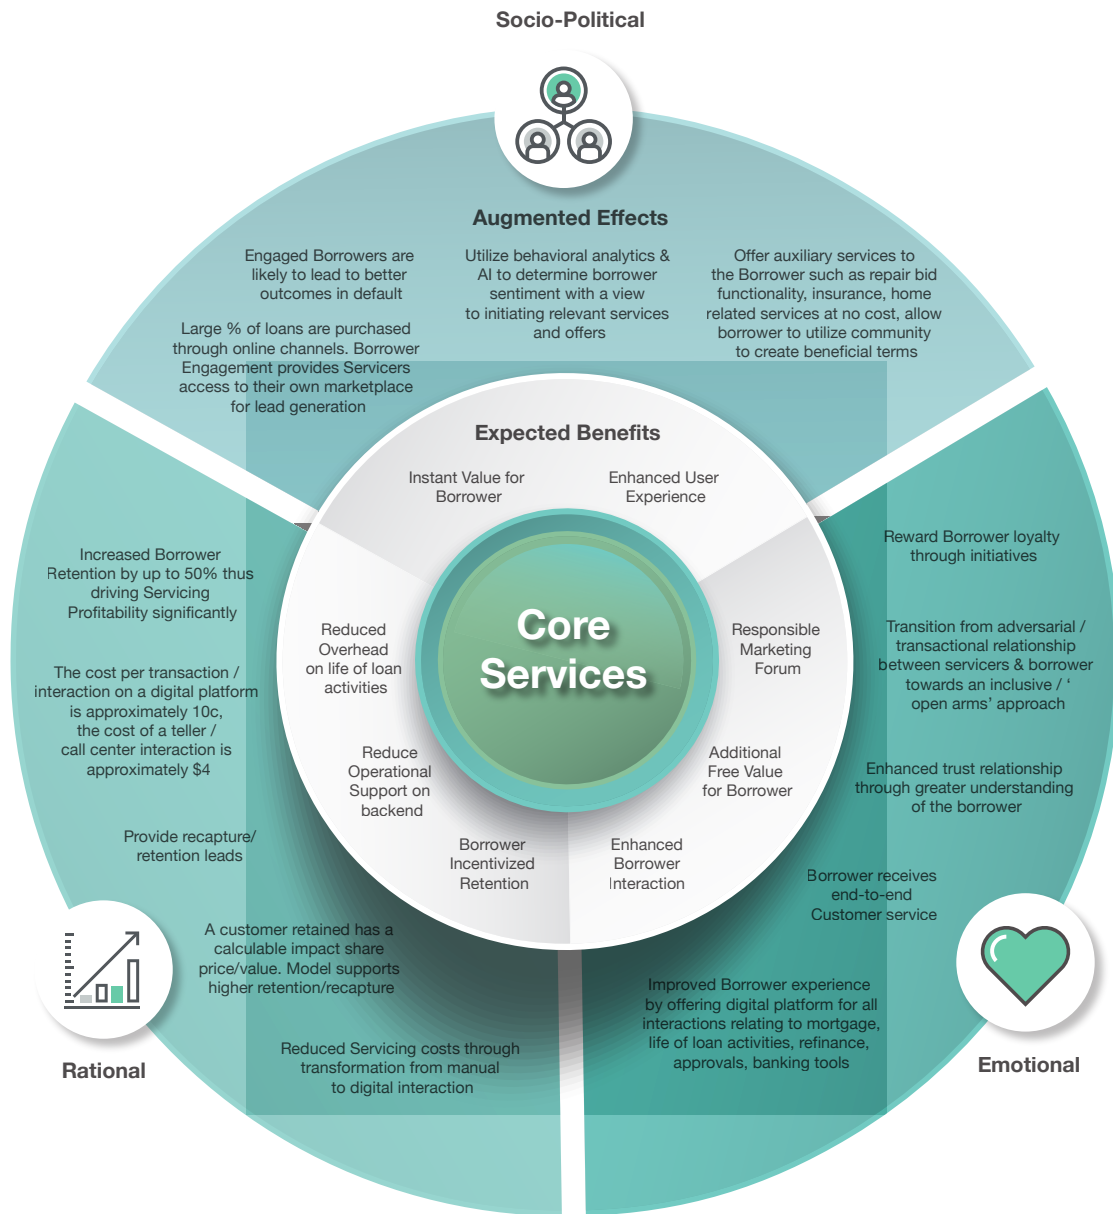 Socio-Political
Augmented Effects
Engaged Borrowers are
likely to lead to better
outcomes in default
Large % of loans are purchased
through online channels. Borrower
Engagement provides Servicers
access to their own marketplace
for lead generation
Utilize behavioral analytics &
AI to determine borrower
sentiment with a view
to initiating relevant services
and offers
Offer auxiliary services to
the Borrower such as repair bid
functionality, insurance, home
related services at no cost, allow
borrower to utilize community
to create beneficial terms
Expected Benefits
Instant Value for
Borrower
Enhanced User
Experience
Core
Services
Reduced
Overhead
on life of loan
activities
Reduce
Operational
Support on
backend
Borrower
Incentivized
Retention
Responsible
Marketing
Forum
Additional
Free Value
for Borrower
Enhanced
Borrower
Interaction
Increased Borrower
Retention by up to 50% thus
driving Servicing
Profitability significantly
The cost per transaction /
interaction on a digital platform
is approximately 10c,
the cost of a teller /
call center interaction is
approximately $4
Provide recapture/
retention leads
A customer retained has a
calculable impact share
price/value. Model supports
higher retention/recapture
Reduced Servicing costs through
transformation from manual
to digital interaction
Rational
Reward Borrower loyalty
through initiatives
Transition from adversarial /
transactional relationship
between servicers & borrower
towards an inclusive / ‘
open arms’ approach
Enhanced trust relationship
through greater understanding
of the borrower
Borrower receives
end-to-end
Customer service
Improved Borrower experience
by offering digital platform for all
interactions relating to mortgage,
life of loan activities, refinance,
approvals, banking tools
Emotional